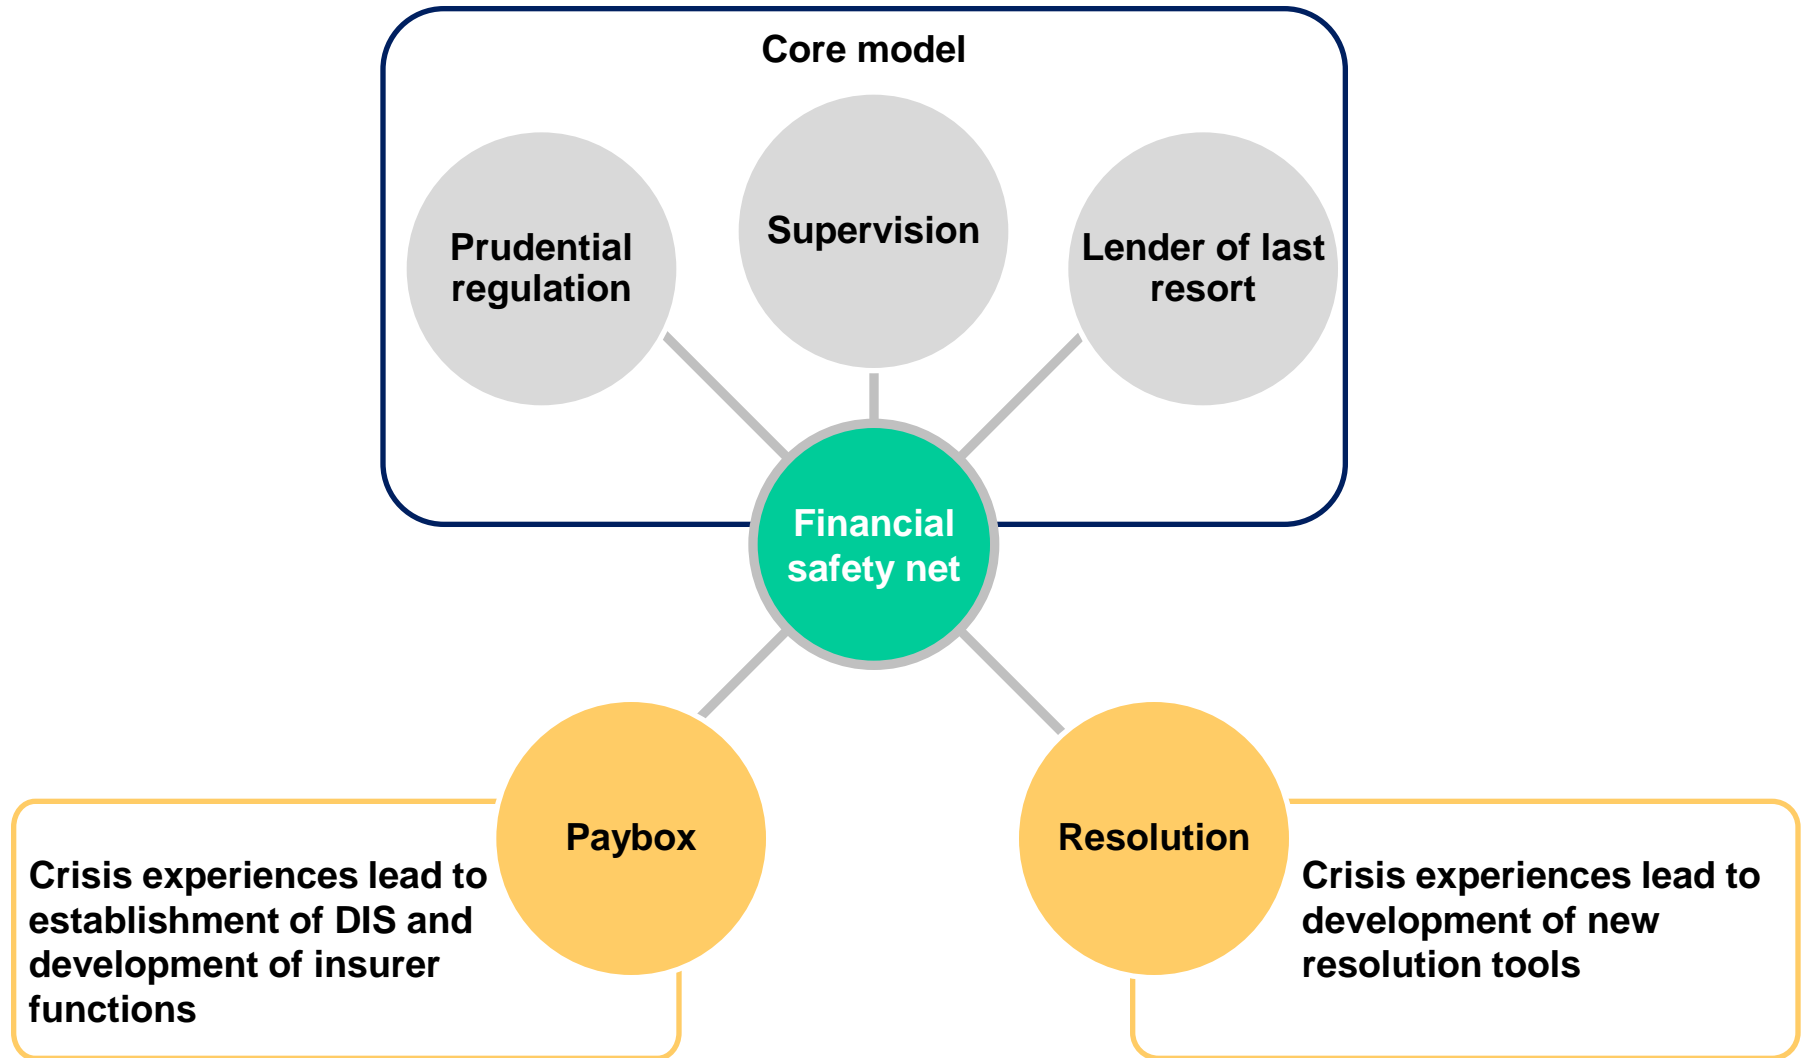 Core model
Prudential
regulation
Supervision
Lender of last
resort
Financial
safety net
Paybox
Resolution
Crisis experiences lead to
establishment of DIS and
development of insurer
functions
Crisis experiences lead to
development of new
resolution tools